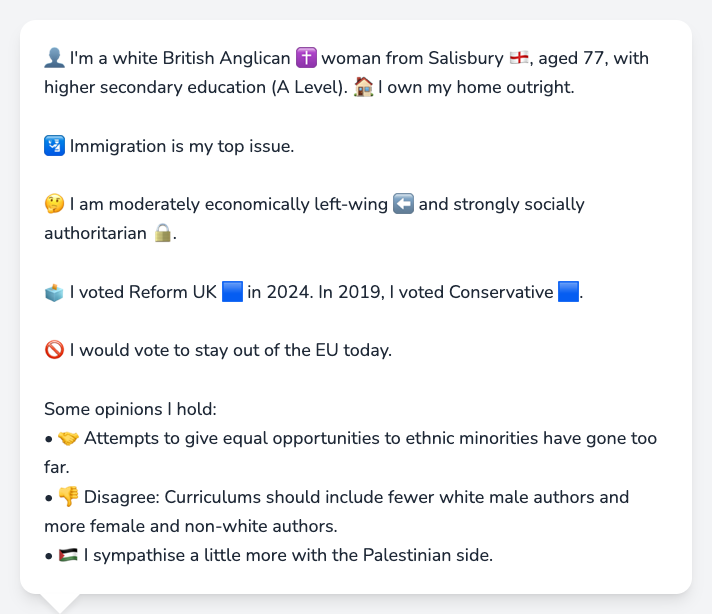 👤 I'm a white British Anglican ✝️ woman from Salisbury 🏴󠁧󠁢󠁥󠁮󠁧󠁿, aged 77, with
higher secondary education (A Level). 🏠 I own my home outright.
🛂 Immigration is my top issue.
🤔 I am moderately economically left-wing ⬅️ and strongly socially
authoritarian 🔒.
🗳️ I voted Reform UK 🟦 in 2024. In 2019, I voted Conservative 🟦.
🚫 I would vote to stay out of the EU today.
Some opinions I hold:
• 🤝 Attempts to give equal opportunities to ethnic minorities have gone too
far.
• 👎 Disagree: Curriculums should include fewer white male authors and
more female and non-white authors.
• 🇵🇸 I sympathise a little more with the Palestinian side.